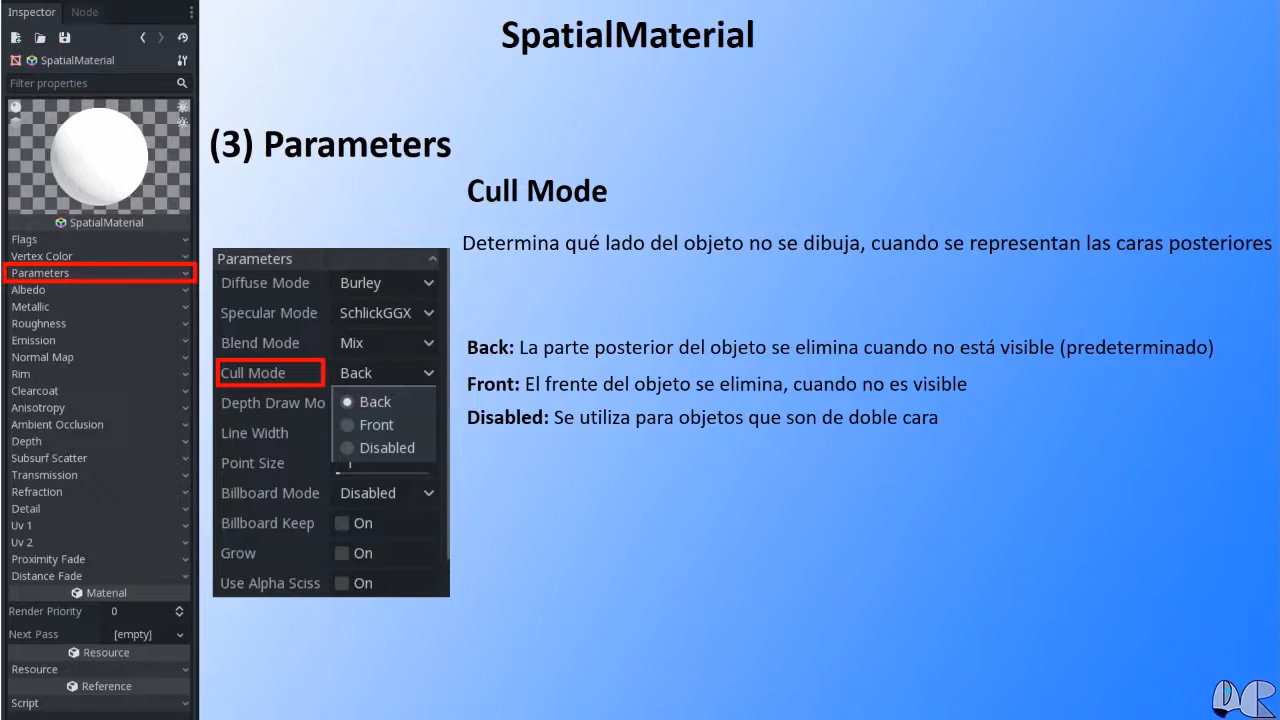 Inspector
Node
SpatialMaterial
Filter properties
SpatialMaterial
Flags
Vertex Color
Parameters
Albedo
Metallic
Roughness
Emission
Normal Map
Rim
Clearcoat
Anisotropy
Ambient Occlusion
Depth
Subsurf Scatter
Transmission
Refraction
Detail
Uv 1
Uv 2
Proximity Fade
Distance Fade
Material
Render Priority 0
Next Pass [empty]
Resource
Resource
Reference
Script
SpatialMaterial
(3) Parameters
Cull Mode
Determina qué lado del objeto no se dibuja, cuando se representan las caras posteriores
Parameters
Diffuse Mode Burley
Specular Mode SchlickGGX
Blend Mode Mix
Cull Mode Back
Back
Front
Disabled
Depth Draw Mo
Line Width
Point Size
Billboard Mode Disabled
Billboard Keep On
Grow On
Use Alpha Sciss On
Back: La parte posterior del objeto se elimina cuando no está visible (predeterminado)
Front: El frente del objeto se elimina, cuando no es visible
Disabled: Se utiliza para objetos que son de doble cara